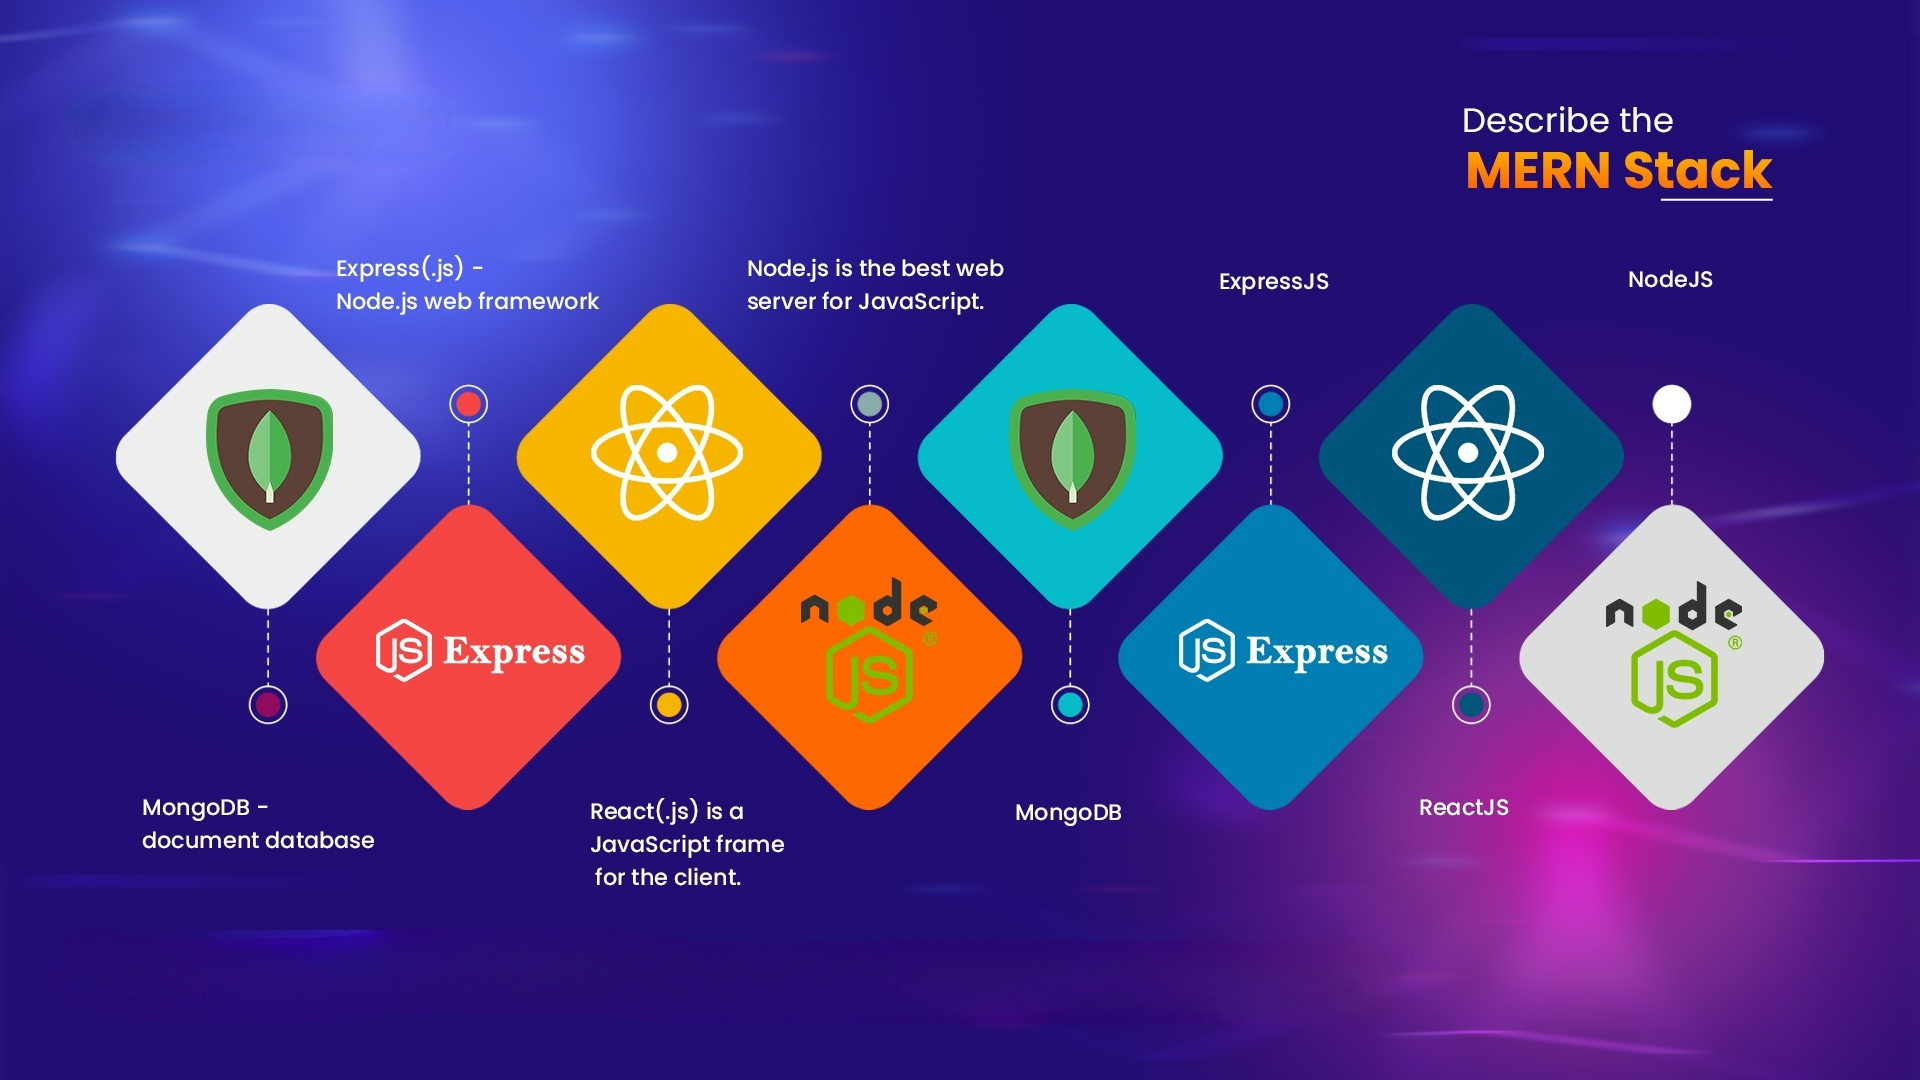 Describe the
MERN Stack
Express(.js) -
Node.js web framework
Node.js is the best web
server for JavaScript.
ExpressJS
NodeJS
JS Express
node
JS
®
JS Express
node
JS
®
MongoDB -
document database
React(.js) is a
JavaScript frame
for the client.
MongoDB
ReactJS